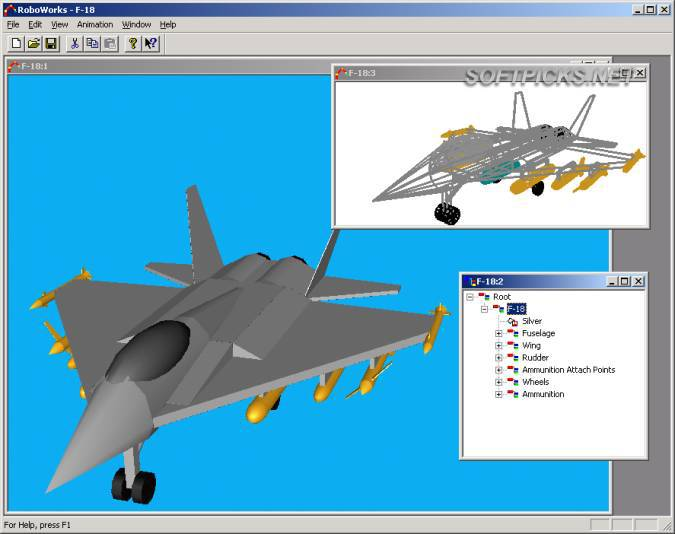 RoboWorks - F-18
File Edit View Animation Window Help
F-18:1
F-18:3
SOFTPICKS.NET
F-18:2
Root
F-18
Silver
Fuselage
Wing
Rudder
Ammunition Attach Points
Wheels
Ammunition
For Help, press F1